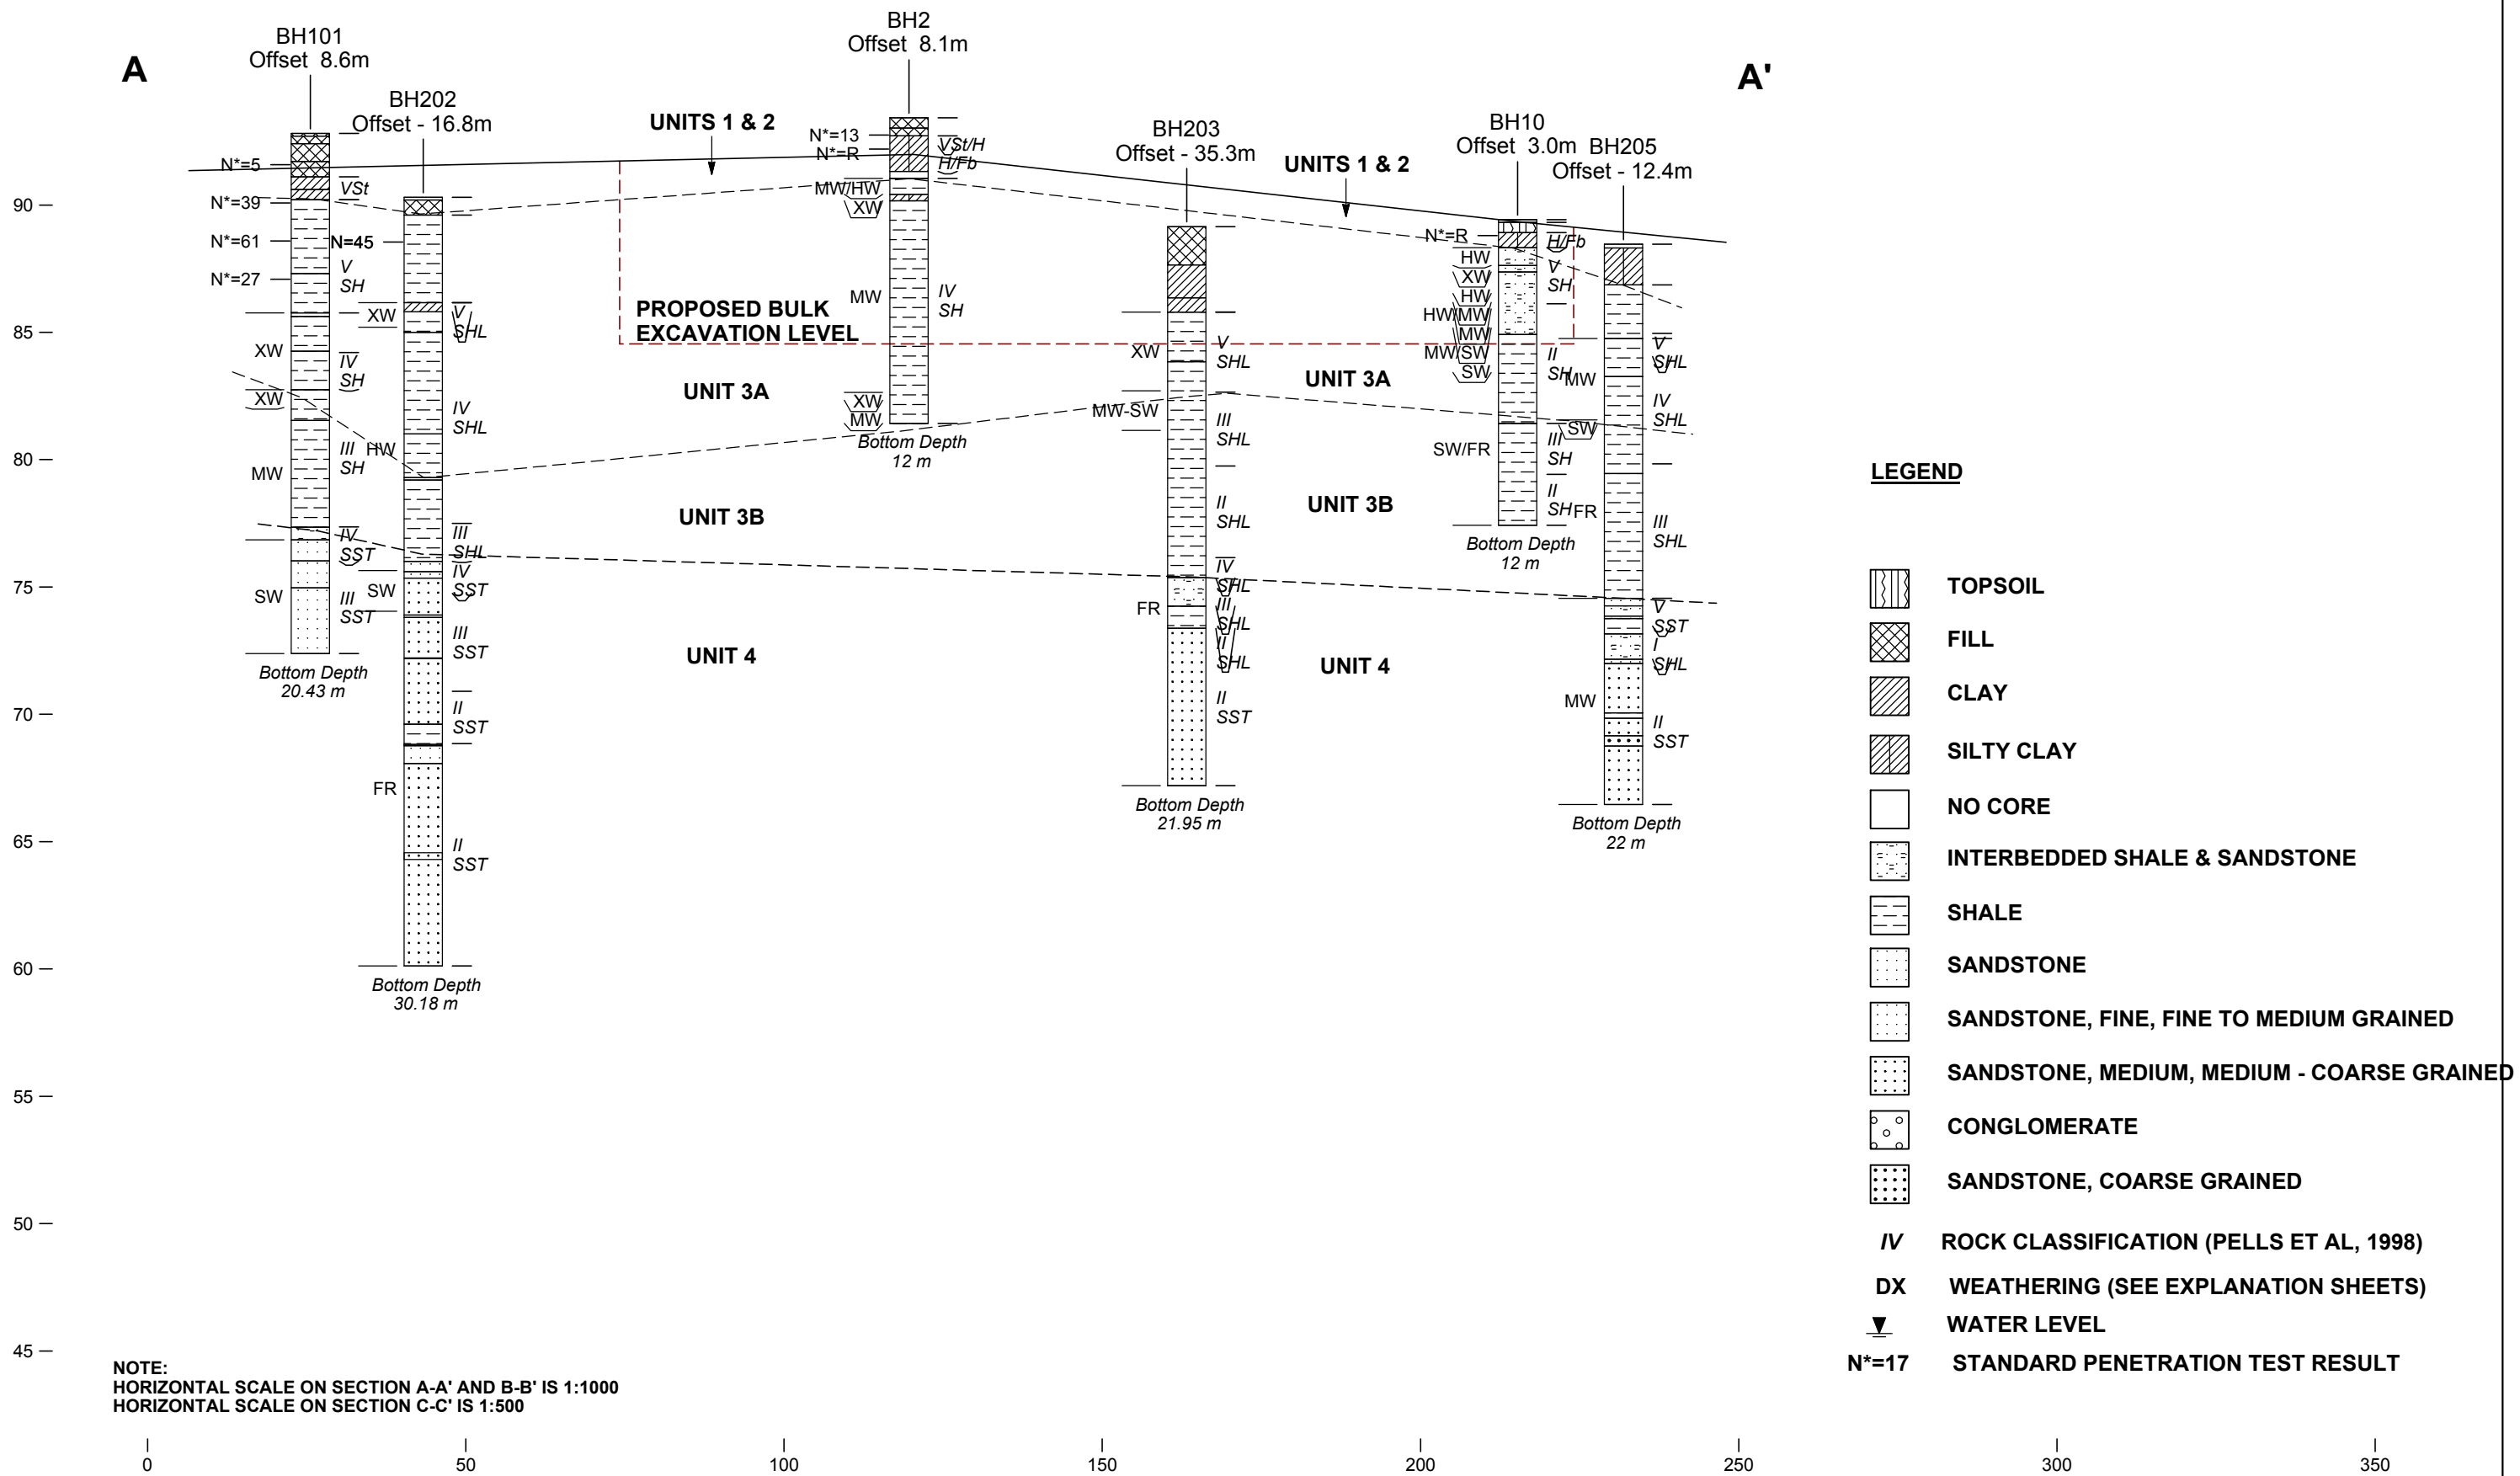 A
A'
BH101
Offset 8.6m
BH202
Offset - 16.8m
BH2
Offset 8.1m
BH203
Offset - 35.3m
BH10
Offset 3.0m
BH205
Offset - 12.4m
UNITS 1 & 2
UNITS 1 & 2
90
85
80
75
70
65
60
55
50
45
N*=5
N*=39
N*=61
N*=27
XW
XW
MW
SW
VSt
V
SH
IV
SH
III
SH
IV
SST
III
SST
Bottom Depth
20.43 m
N=45
XW
HW
SW
FR
V
SHL
IV
SHL
III
SHL
IV
SST
III
SST
II
SST
II
SST
Bottom Depth
30.18 m
PROPOSED BULK
EXCAVATION LEVEL
UNIT 3A
UNIT 3B
UNIT 4
N*=13
N*=R
MW/HW
XW
MW
XW
MW
VSt/H
H/Fb
IV
SH
Bottom Depth
12 m
XW
MW-SW
FR
V
SHL
III
SHL
II
SHL
IV
SHL
III
SHL
II
SHL
II
SST
Bottom Depth
21.95 m
UNIT 3A
UNIT 3B
UNIT 4
N*=R
HW
XW
HW
HW/MW
MW
MW/SW
SW
SW/FR
H/Fb
V
SH
II
SH
III
SH
II
SH
Bottom Depth
12 m
MW
SW
FR
MW
V
SHL
IV
SHL
III
SHL
V
SST
I
SHL
II
SST
Bottom Depth
22 m
LEGEND
TOPSOIL
FILL
CLAY
SILTY CLAY
NO CORE
INTERBEDDED SHALE & SANDSTONE
SHALE
SANDSTONE
SANDSTONE, FINE, FINE TO MEDIUM GRAINED
SANDSTONE, MEDIUM, MEDIUM - COARSE GRAINED
CONGLOMERATE
SANDSTONE, COARSE GRAINED
IV ROCK CLASSIFICATION (PELLS ET AL, 1998)
DX WEATHERING (SEE EXPLANATION SHEETS)
WATER LEVEL
N*=17 STANDARD PENETRATION TEST RESULT
NOTE:
HORIZONTAL SCALE ON SECTION A-A' AND B-B' IS 1:1000
HORIZONTAL SCALE ON SECTION C-C' IS 1:500
0 50 100 150 200 250 300 350